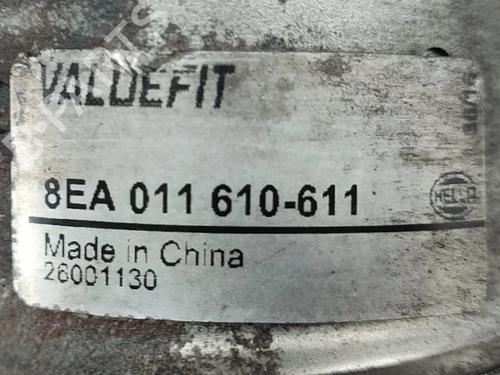 VALUEFIT
8EA 011 610-611
HELLA
Made in China
26001130